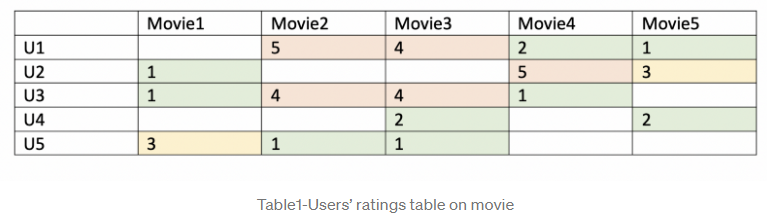 Movie1 Movie2 Movie3 Movie4 Movie5
U1 5 4 2 1
U2 1 5 3
U3 1 4 4 1
U4 2 2
U5 3 1 1
Table1-Users’ ratings table on movie